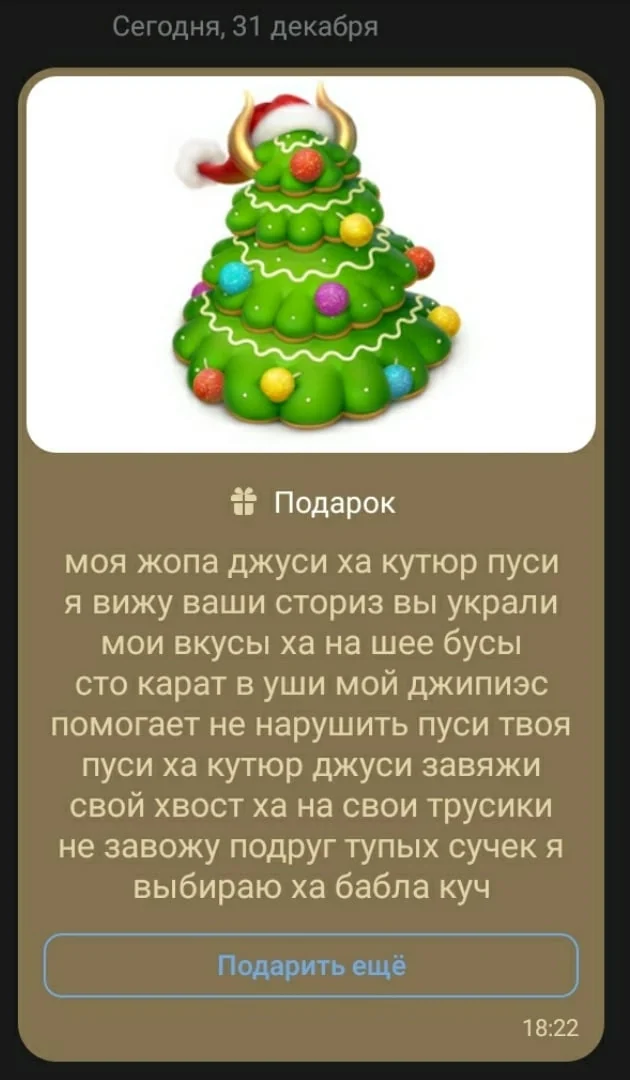 Сегодня, 31 декабря
Подарок
моя жопа джуси ха кутюр пуси
я вижу ваши сториз вы украли
мои вкусы ха на шее бусы
сто карат в уши мой джипиэс
помогает не нарушить пуси твоя
пуси ха кутюр джуси завяжи
свой хвост ха на свои трусики
не завожу подруг тупых сучек я
выбираю ха бабла куч
Подарить ещё
18:22